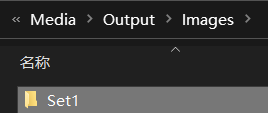 « Media > Output > Images >
名称
Set1